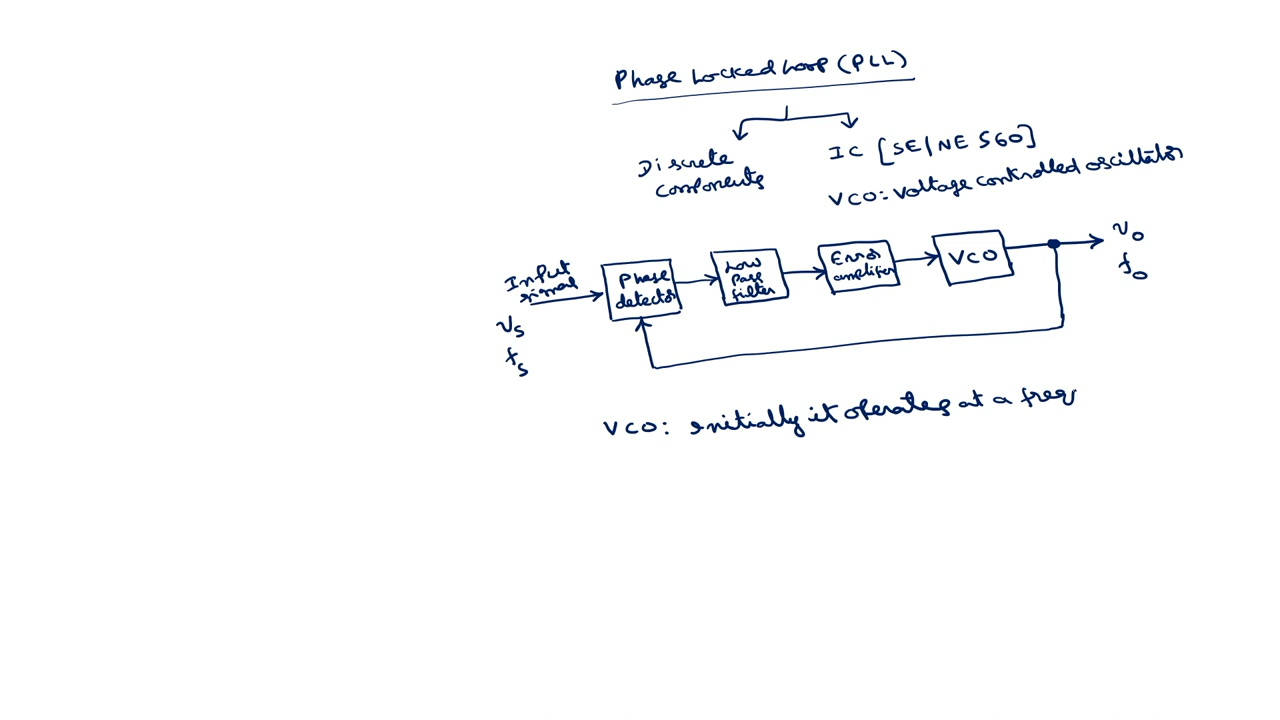 Phase Locked Loop (PLL)
Discrete
components
IC [SE/NE 560]
VCO: Voltage controlled oscillator
Input
signal
Vs
fs
Phase
detector
Low
Pass
filter
Error
amplifier
VCO
Vo
fo
VCO: Initially it operates at a freq